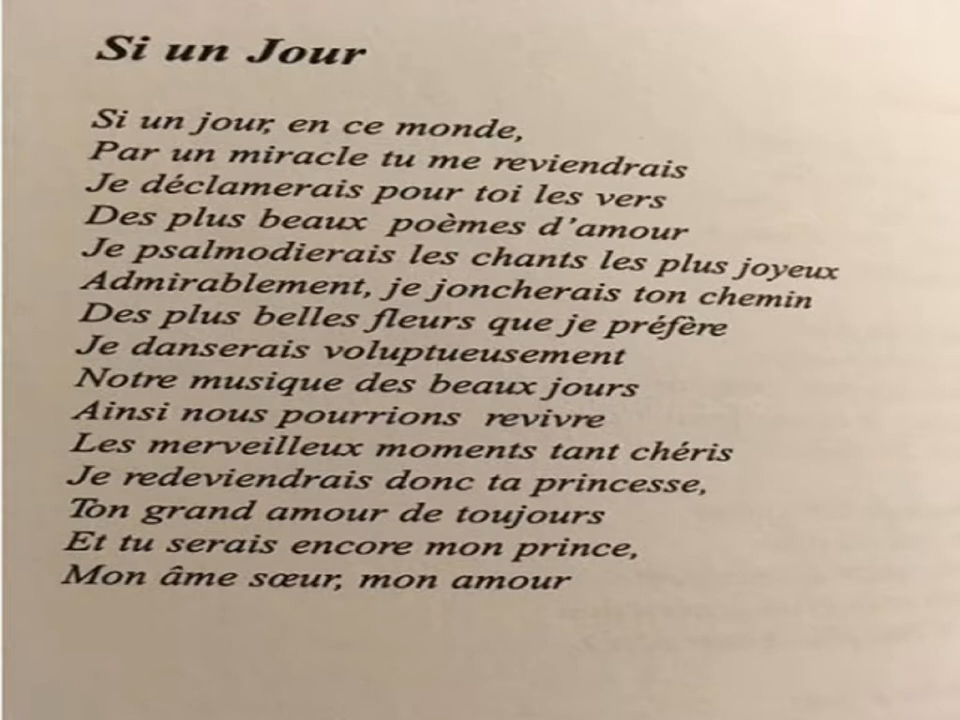 Si un Jour
Si un jour, en ce monde,
Par un miracle tu me reviendrais
Je déclamerais pour toi les vers
Des plus beaux poèmes d'amour
Je psalmodierais les chants les plus joyeux
Admirablement, je joncherais ton chemin
Des plus belles fleurs que je préfère
Je danserais voluptueusement
Notre musique des beaux jours
Ainsi nous pourrions revivre
Les merveilleux moments tant chéris
Je redeviendrais donc ta princesse,
Ton grand amour de toujours
Et tu serais encore mon prince,
Mon âme sœur, mon amour